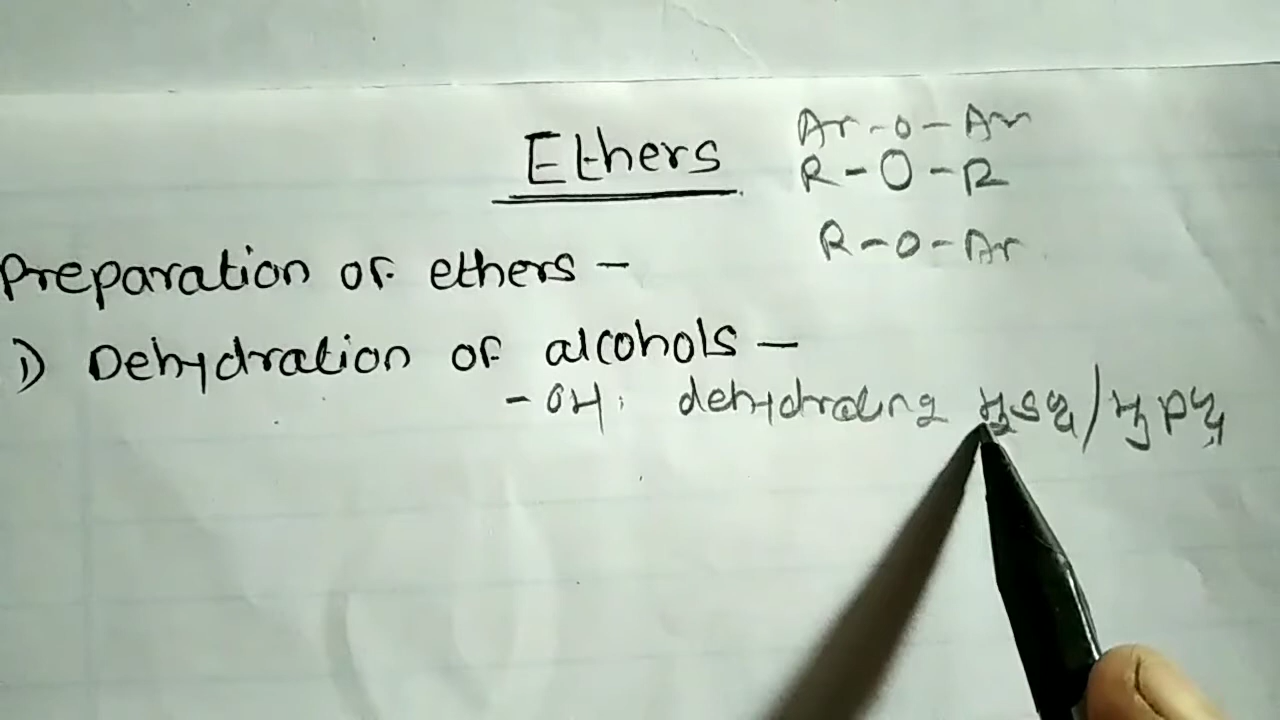 Ar-O-Ar
Ethers R-O-R
R-O-Ar
Preparation of ethers -
1) Dehydration of alcohols -
-OH. dehydrating H2SO4/H3PO4